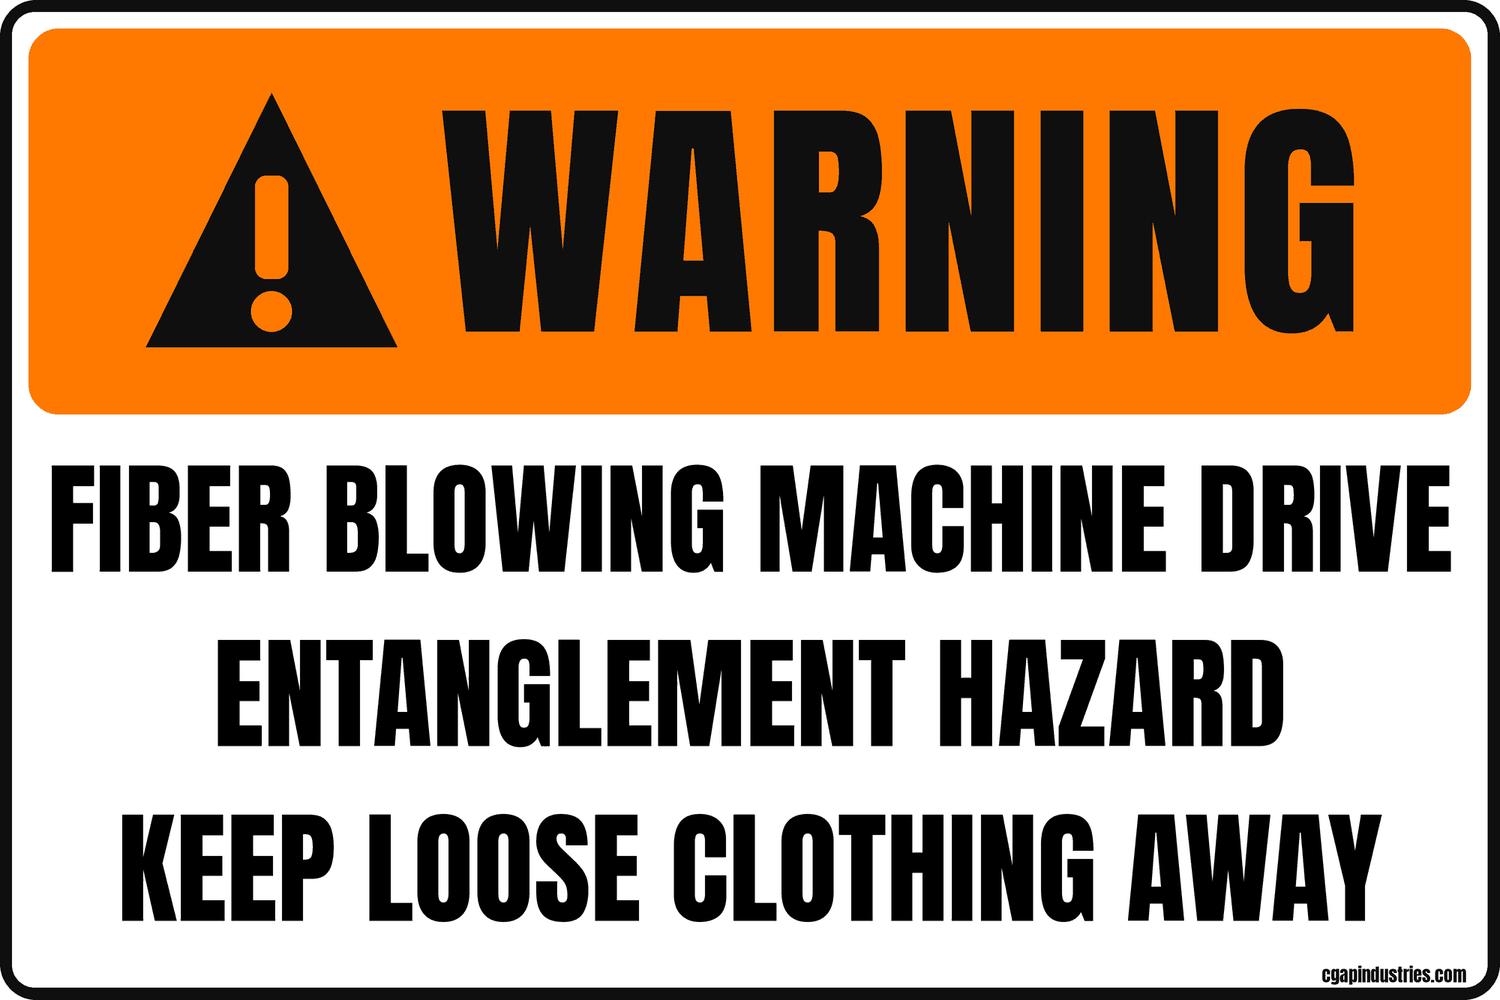 WARNING
FIBER BLOWING MACHINE DRIVE
ENTANGLEMENT HAZARD
KEEP LOOSE CLOTHING AWAY
cgapindustries.com